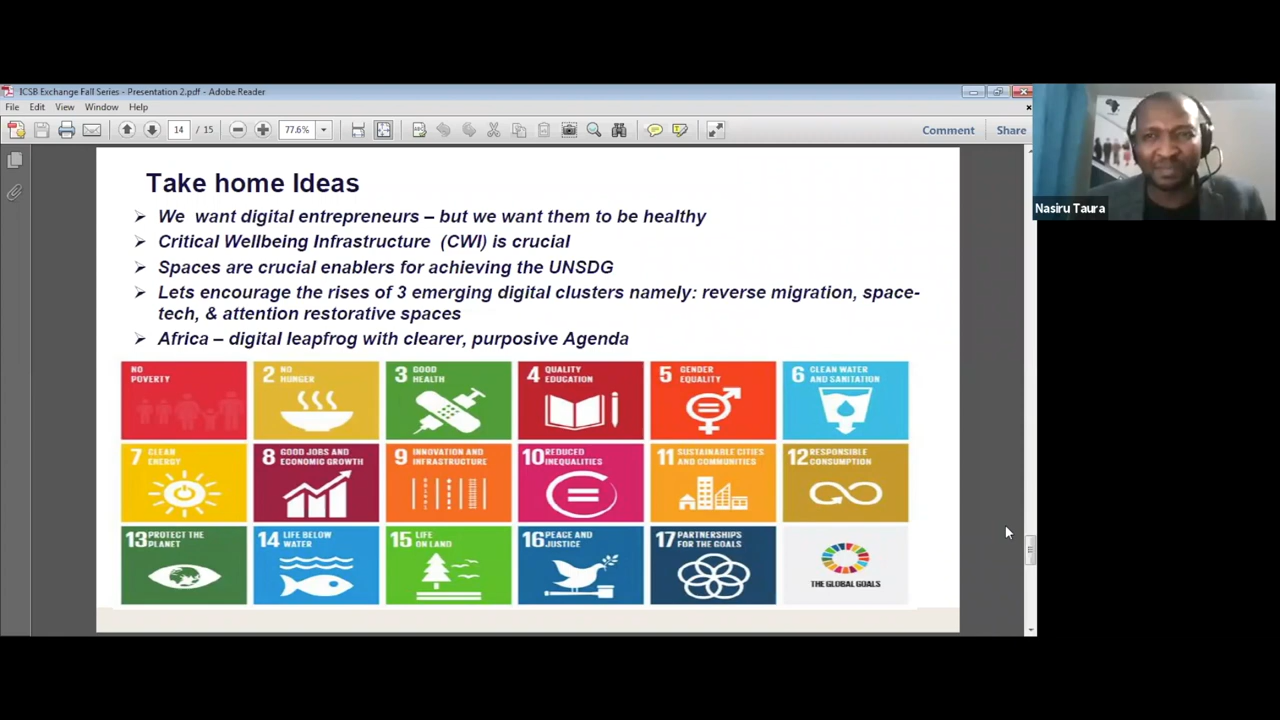 ICSB Exchange Fall Series - Presentation 2.pdf - Adobe Reader
File Edit View Window Help
14 / 15 77.6% Comment Share
Take home Ideas
We want digital entrepreneurs – but we want them to be healthy
Critical Wellbeing Infrastructure (CWI) is crucial
Spaces are crucial enablers for achieving the UNSDG
Lets encourage the rises of 3 emerging digital clusters namely: reverse migration, space-
tech, & attention restorative spaces
Africa – digital leapfrog with clearer, purposive Agenda
NO
POVERTY
2 NO
HUNGER
3 GOOD
HEALTH
4 QUALITY
EDUCATION
5 GENDER
EQUALITY
6 CLEAN WATER
AND SANITATION
7 CLEAN
ENERGY
8 GOOD JOBS AND
ECONOMIC GROWTH
9 INNOVATION AND
INFRASTRUCTURE
10 REDUCED
INEQUALITIES
11 SUSTAINABLE CITIES
AND COMMUNITIES
12 RESPONSIBLE
CONSUMPTION
13 PROTECT THE
PLANET
14 LIFE BELOW
WATER
15 LIFE
ON LAND
16 PEACE AND
JUSTICE
17 PARTNERSHIPS
FOR THE GOALS
THE GLOBAL GOALS
Nasiru Taura